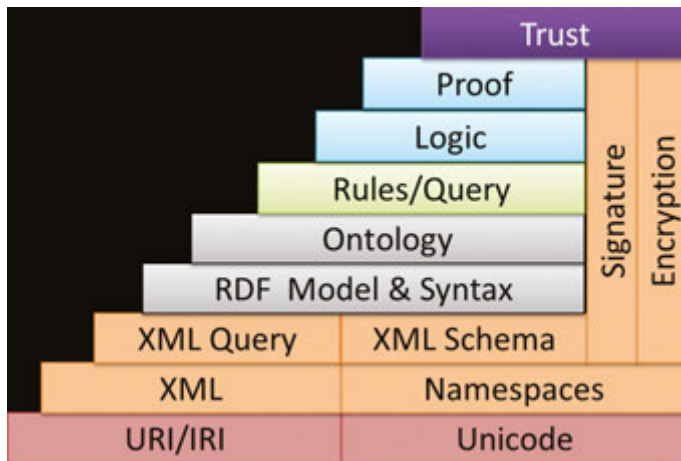 Trust
Proof
Logic
Rules/Query
Ontology
RDF Model & Syntax
XML Query
XML Schema
Signature
Encryption
XML
Namespaces
URI/IRI
Unicode